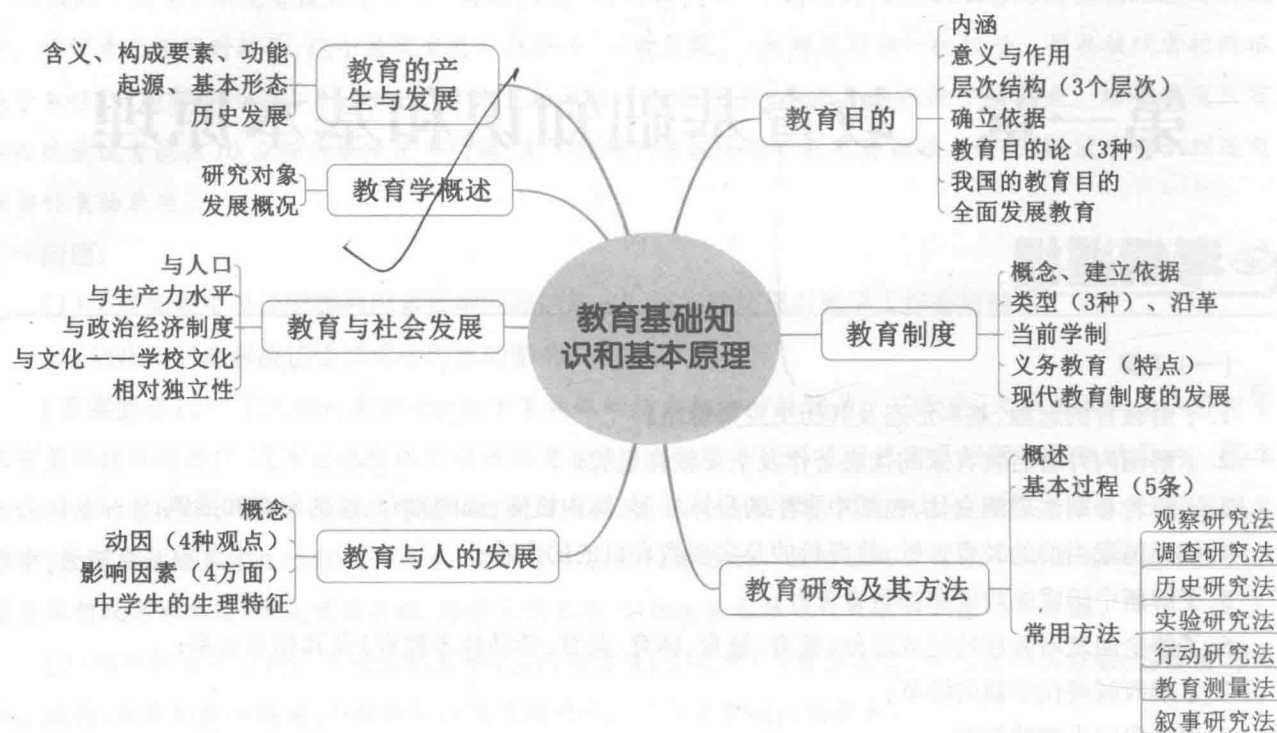 教育基础知
识和基本原理
教育的产
生与发展
含义、构成要素、功能
起源、基本形态
历史发展
教育学概述
研究对象
发展概况
教育与社会发展
与人口
与生产力水平
与政治经济制度
与文化——学校文化
相对独立性
教育与人的发展
概念
动因（4种观点）
影响因素（4方面）
中学生的生理特征
教育目的
内涵
意义与作用
层次结构（3个层次）
确立依据
教育目的论（3种）
我国的教育目的
全面发展教育
教育制度
概念、建立依据
类型（3种）、沿革
当前学制
义务教育（特点）
现代教育制度的发展
教育研究及其方法
概述
基本过程（5条）
常用方法
观察研究法
调查研究法
历史研究法
实验研究法
行动研究法
教育测量法
叙事研究法